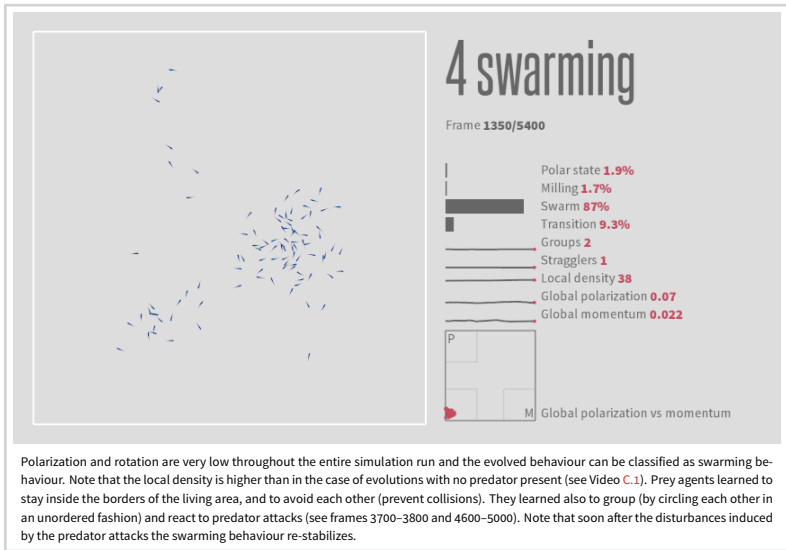 4 swarming
Frame 1350/5400
Polar state 1.9%
Milling 1.7%
Swarm 87%
Transition 9.3%
Groups 2
Stragglers 1
Local density 38
Global polarization 0.07
Global momentum 0.022
P
M
Global polarization vs momentum
Polarization and rotation are very low throughout the entire simulation run and the evolved behaviour can be classified as swarming be-
haviour. Note that the local density is higher than in the case of evolutions with no predator present (see Video C.1). Prey agents learned to
stay inside the borders of the living area, and to avoid each other (prevent collisions). They learned also to group (by circling each other in
an unordered fashion) and react to predator attacks (see frames 3700–3800 and 4600–5000). Note that soon after the disturbances induced
by the predator attacks the swarming behaviour re-stabilizes.